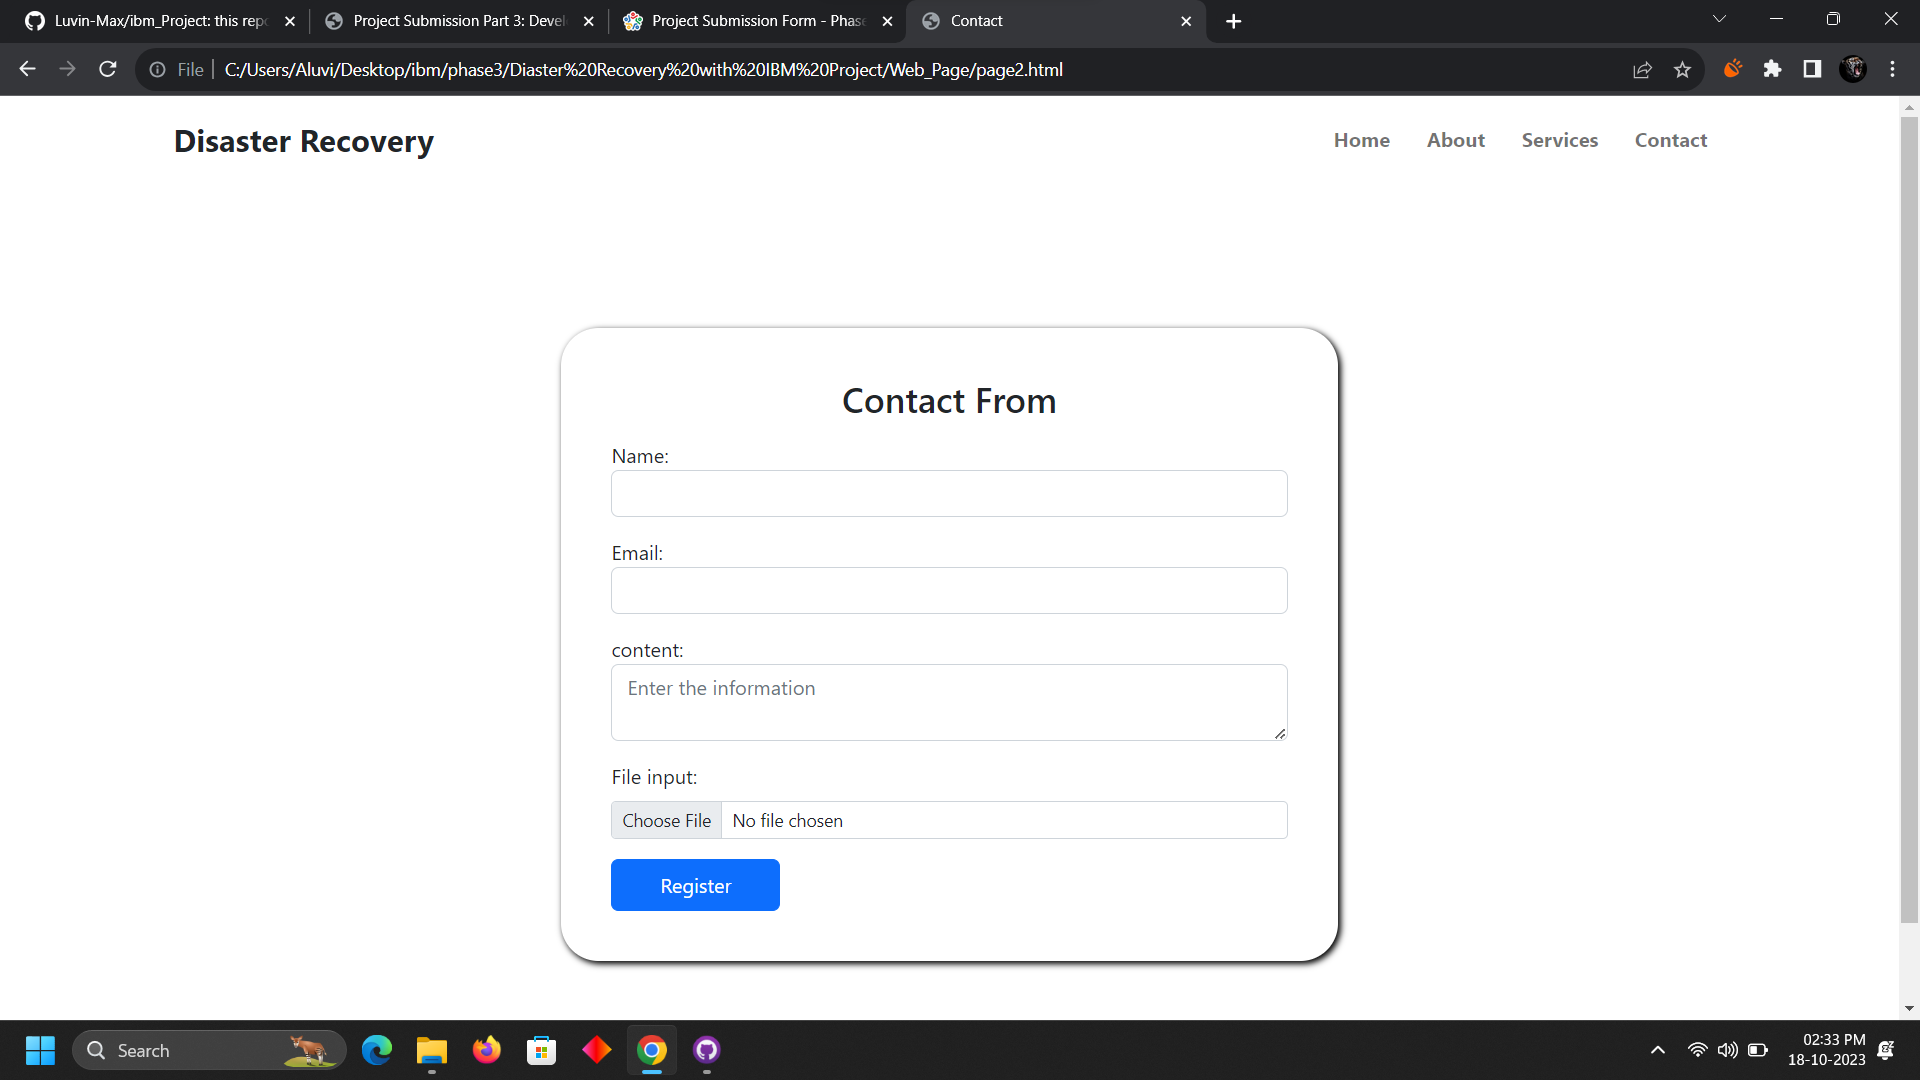 Luvin-Max/ibm_Project: this repo
Project Submission Part 3: Devel
Project Submission Form - Phase
Contact
File
C:/Users/Aluvi/Desktop/ibm/phase3/Diaster%20Recovery%20with%20IBM%20Project/Web_Page/page2.html
Disaster Recovery
Home About Services Contact
Contact From
Name:
Email:
content:
Enter the information
File input:
Choose File No file chosen
Register
Search
02:33 PM
18-10-2023